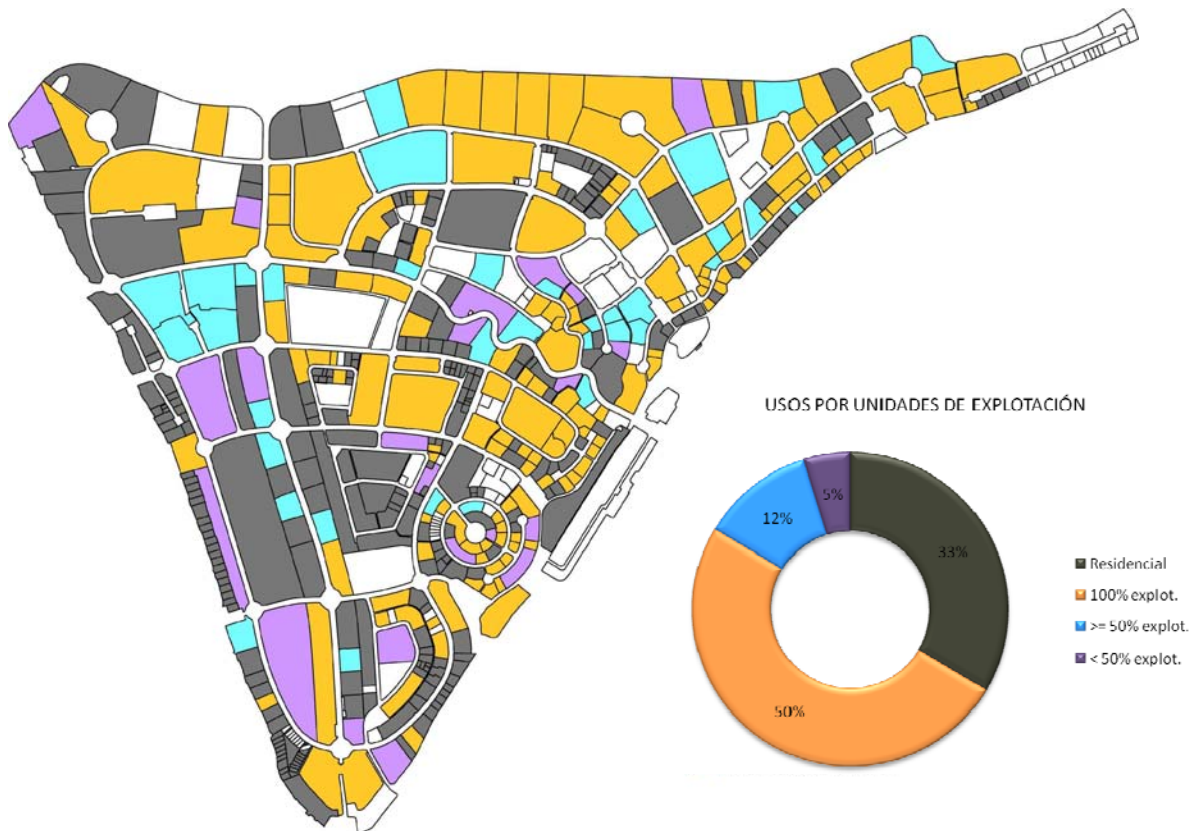 USOS POR UNIDADES DE EXPLOTACIÓN
5%
12%
33%
50%
Residencial
100% explot.
>= 50% explot.
< 50% explot.